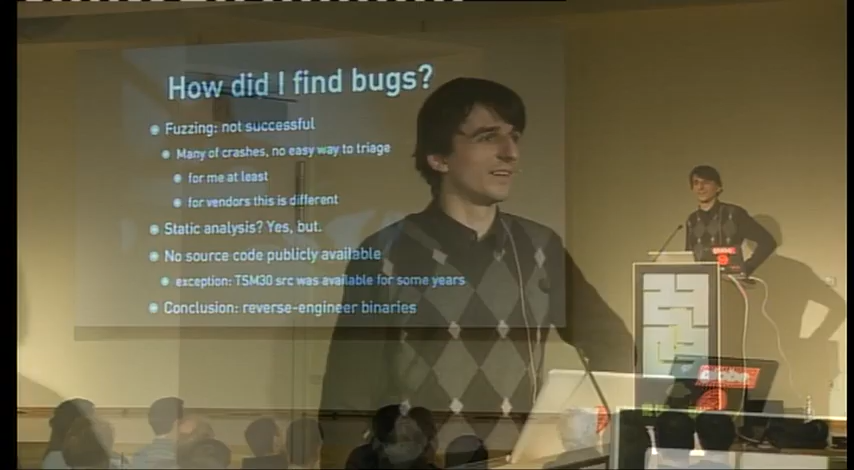 How did I find bugs?
Fuzzing: not successful
Many of crashes, no easy way to triage
for me at least
for vendors this is different
Static analysis? Yes, but.
No source code publicly available
exception: TSM30 src was available for some years
Conclusion: reverse-engineer binaries